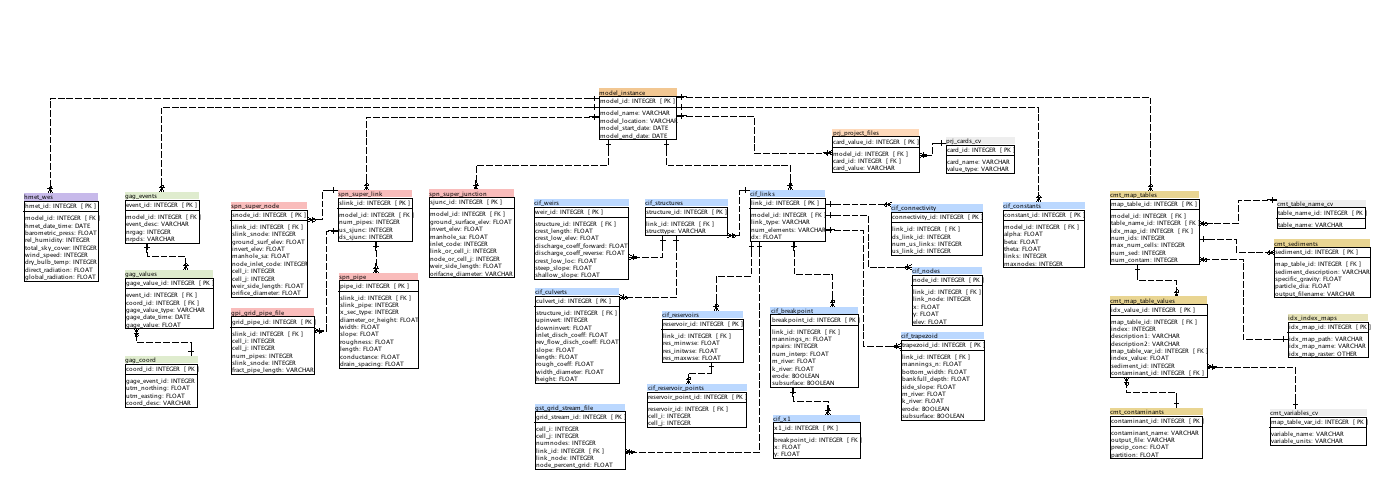 model_instance
model_id: INTEGER [ PK ]
model_name: VARCHAR
model_location: VARCHAR
model_start_date: DATE
model_end_date: DATE
prj_project_files
card_value_id: INTEGER [ PK ]
model_id: INTEGER [ FK ]
card_id: INTEGER [ FK ]
card_value: VARCHAR
prj_cards_cv
card_id: INTEGER [ PK
card_name: VARCHAR
value_type: VARCHAR
hmet_wes
hmet_id: INTEGER [ PK ]
model_id: INTEGER [ FK ]
hmet_date_time: DATE
barometric_press: FLOAT
rel_humidity: INTEGER
total_sky_cover: INTEGER
wind_speed: INTEGER
dry_bulb_temp: INTEGER
direct_radiation: FLOAT
global_radiation: FLOAT
gag_events
event_id: INTEGER [ PK ]
model_id: INTEGER [ FK
event_desc: VARCHAR
nrgag: INTEGER
nrpds: VARCHAR
gag_values
gage_value_id: INTEGER [ PK
event_id: INTEGER [ FK ]
coord_id: INTEGER [ FK ]
gage_value_type: VARCHAR
gage_date_time: DATE
gage_value: FLOAT
gag_coord
coord_id: INTEGER [ PK
gage_event_id: INTEGER
utm_northing: FLOAT
utm_easting: FLOAT
coord_desc: VARCHAR
spn_super_node
snode_id: INTEGER [ PK ]
slink_id: INTEGER [ FK ]
slink_snode: INTEGER
ground_surf_elev: FLOAT
invert_elev: FLOAT
manhole_sa: FLOAT
node_inlet_code: INTEGER
cell_i: INTEGER
cell_j: INTEGER
weir_side_length: FLOAT
orifice_diameter: FLOAT
gpi_grid_pipe_file
grid_pipe_id: INTEGER [ PK ]
slink_id: INTEGER [ FK ]
cell_i: INTEGER
cell_j: INTEGER
num_pipes: INTEGER
slink_snode: INTEGER
fract_pipe_length: VARCHAR
spn_super_link
slink_id: INTEGER [ PK ]
model_id: INTEGER [ FK
num_pipes: INTEGER
us_sjunc: INTEGER
ds_sjunc: INTEGER
spn_pipe
pipe_id: INTEGER [ PK ]
slink_id: INTEGER [ FK ]
slink_pipe: INTEGER
x_sec_type: INTEGER
diameter_or_height: FLOAT
width: FLOAT
slope: FLOAT
roughness: FLOAT
length: FLOAT
conductance: FLOAT
drain_spacing: FLOAT
spn_super_junction
sjunc_id: INTEGER [ PK ]
model_id: INTEGER [ FK ]
ground_surface_elev: FLOAT
invert_elev: FLOAT
manhole_sa: FLOAT
inlet_code: INTEGER
link_or_cell_i: INTEGER
node_or_cell_j: INTEGER
weir_side_length: FLOAT
orifacne_diameter: VARCHAR
cif_weirs
weir_id: INTEGER [ PK ]
structure_id: INTEGER [ FK ]
crest_length: FLOAT
crest_low_elev: FLOAT
discharge_coeff_forward: FLOAT
discharge_coeff_reverse: FLOAT
crest_low_loc: FLOAT
steep_slope: FLOAT
shallow_slope: FLOAT
cif_culverts
culvert_id: INTEGER [ PK ]
structure_id: INTEGER [ FK ]
upinvert: FLOAT
downinvert: FLOAT
inlet_disch_coeff: FLOAT
rev_flow_disch_coeff: FLOAT
slope: FLOAT
length: FLOAT
rough_coeff: FLOAT
width_diameter: FLOAT
height: FLOAT
gst_grid_stream_file
grid_stream_id: INTEGER [ PK ]
cell_i: INTEGER
cell_j: INTEGER
numnodes: INTEGER
link_id: INTEGER [ FK ]
link_node: INTEGER
node_percent_grid: FLOAT
cif_structures
structure_id: INTEGER [ PK ]
link_id: INTEGER [ FK ]
structtype: VARCHAR
cif_links
link_id: INTEGER [ PK ]
model_id: INTEGER [ FK ]
link_type: VARCHAR
num_elements: VARCHAR
dx: FLOAT
cif_reservoirs
reservoir_id: INTEGER [ PK
link_id: INTEGER [ FK ]
res_minwse: FLOAT
res_initwse: FLOAT
res_maxwse: FLOAT
cif_reservoir_points
reservoir_point_id: INTEGER [ PK
reservoir_id: INTEGER [ FK ]
cell_i: INTEGER
cell_j: INTEGER
cif_breakpoint
breakpoint_id: INTEGER [ PK ]
link_id: INTEGER [ FK ]
mannings_n: FLOAT
npairs: INTEGER
num_interp: FLOAT
m_river: FLOAT
k_river: FLOAT
erode: BOOLEAN
subsurface: BOOLEAN
cif_x1
x1_id: INTEGER [ PK ]
breakpoint_id: INTEGER [ FK
x: FLOAT
y: FLOAT
cif_connectivity
connectivity_id: INTEGER [ PK
link_id: INTEGER [ FK ]
ds_link_id: INTEGER
num_us_links: INTEGER
us_link_id: INTEGER
cif_nodes
node_id: INTEGER [ PK
link_id: INTEGER [ FK
link_node: INTEGER
x: FLOAT
y: FLOAT
elev: FLOAT
cif_trapezoid
trapezoid_id: INTEGER [ PK
link_id: INTEGER [ FK ]
mannings_n: FLOAT
bottom_width: FLOAT
bankfull_depth: FLOAT
side_slope: FLOAT
m_river: FLOAT
k_river: FLOAT
erode: BOOLEAN
subsurface: BOOLEAN
cif_constants
constant_id: INTEGER [ PK ]
model_id: INTEGER [ FK ]
alpha: FLOAT
beta: FLOAT
theta: FLOAT
links: INTEGER
maxnodes: INTEGER
cmt_map_tables
map_table_id: INTEGER [ PK ]
model_id: INTEGER [ FK ]
table_name_id: INTEGER [ FK ]
idx_map_id: INTEGER [ FK ]
num_ids: INTEGER
max_num_cells: INTEGER
num_sed: INTEGER
num_contam: INTEGER
cmt_map_table_values
idx_value_id: INTEGER [ PK ]
map_table_id: INTEGER [ FK ]
index: INTEGER
description1: VARCHAR
description2: VARCHAR
map_table_var_id: INTEGER [ FK ]
index_value: FLOAT
sediment_id: INTEGER
contaminant_id: INTEGER [ FK ]
cmt_contaminants
contaminant_id: INTEGER [ PK ]
contaminant_name: VARCHAR
output_file: VARCHAR
precip_conc: FLOAT
partition: FLOAT
cmt_table_name_cv
table_name_id: INTEGER [ PK
table_name: VARCHAR
cmt_sediments
sediment_id: INTEGER [ PK ]
map_table_id: INTEGER [ FK ]
sediment_description: VARCHAR
specific_gravity: FLOAT
particle_dia: FLOAT
output_filename: VARCHAR
idx_index_maps
idx_map_id: INTEGER [ PK
idx_map_path: VARCHAR
idx_map_name: VARCHAR
idx_map_raster: OTHER
cmt_variables_cv
map_table_var_id: INTEGER [ PK
variable_name: VARCHAR
variable_units: VARCHAR